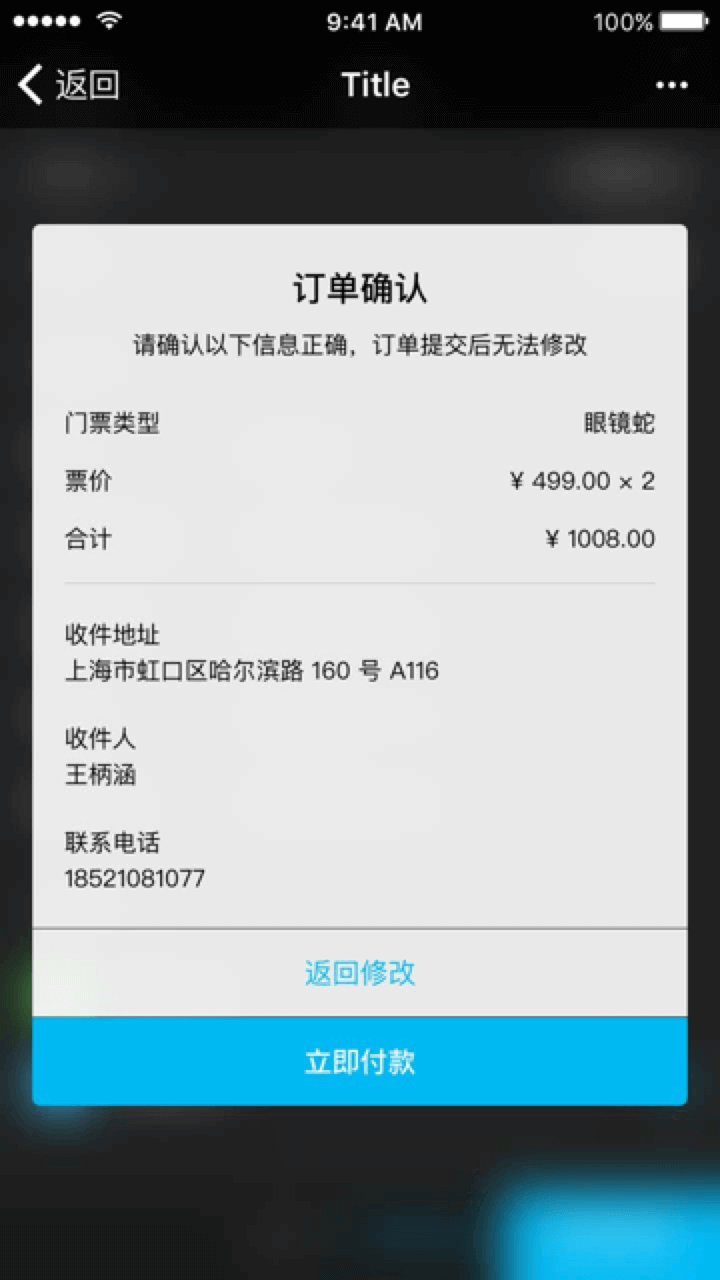 9:41 AM 100%
返回 Title
订单确认
请确认以下信息正确，订单提交后无法修改
门票类型 眼镜蛇
票价 ¥ 499.00 × 2
合计 ¥ 1008.00
收件地址
上海市虹口区哈尔滨路 160 号 A116
收件人
王柄涵
联系电话
18521081077
返回修改
立即付款